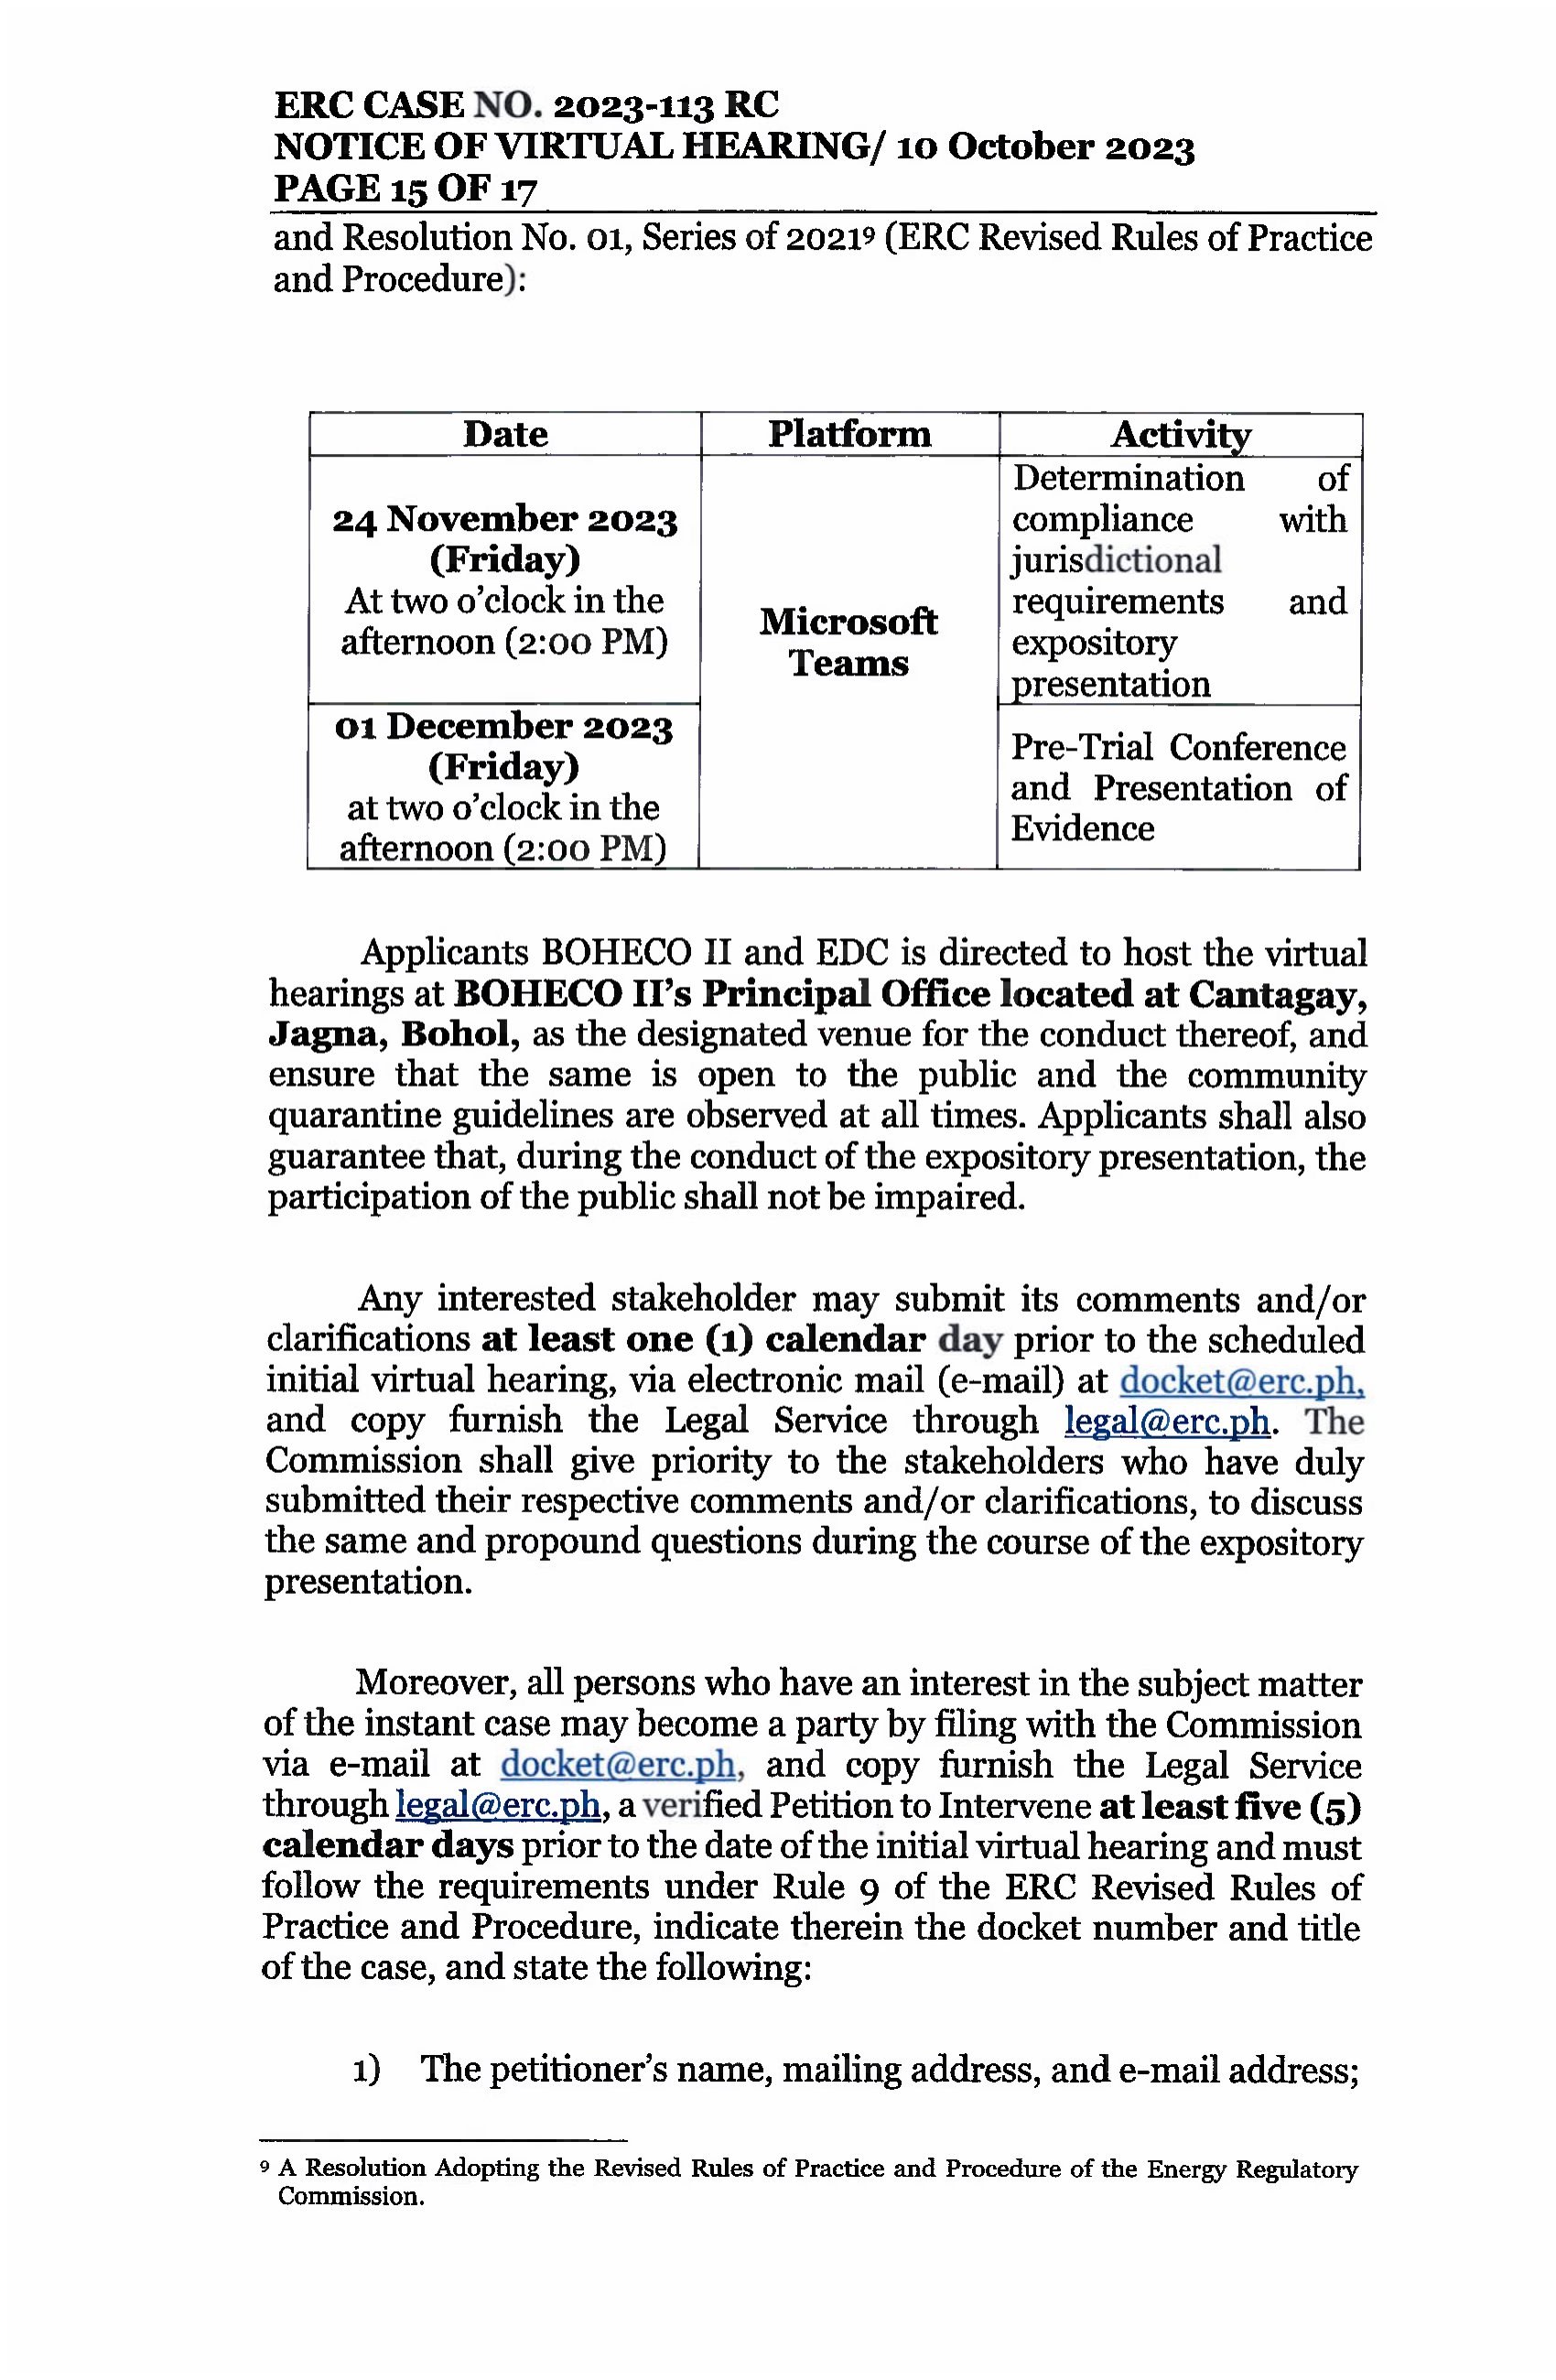 ERC CASE NO. 2023-113 RC
NOTICE OF VIRTUAL HEARING/ 10 October 2023
PAGE 15 OF 17
and Resolution No. 01, Series of 2021⁹ (ERC Revised Rules of Practice
and Procedure):
Date Platform Activity
24 November 2023
(Friday)
At two o'clock in the
afternoon (2:00 PM)
Microsoft
Teams
Determination of
compliance with
jurisdictional
requirements and
expository
presentation
01 December 2023
(Friday)
at two o'clock in the
afternoon (2:00 PM)
Pre-Trial Conference
and Presentation of
Evidence
Applicants BOHECO II and EDC is directed to host the virtual
hearings at BOHECO II's Principal Office located at Cantagay,
Jagna, Bohol, as the designated venue for the conduct thereof, and
ensure that the same is open to the public and the community
quarantine guidelines are observed at all times. Applicants shall also
guarantee that, during the conduct of the expository presentation, the
participation of the public shall not be impaired.
Any interested stakeholder may submit its comments and/or
clarifications at least one (1) calendar day prior to the scheduled
initial virtual hearing, via electronic mail (e-mail) at docket@erc.ph,
and copy furnish the Legal Service through legal@erc.ph. The
Commission shall give priority to the stakeholders who have duly
submitted their respective comments and/or clarifications, to discuss
the same and propound questions during the course of the expository
presentation.
Moreover, all persons who have an interest in the subject matter
of the instant case may become a party by filing with the Commission
via e-mail at docket@erc.ph, and copy furnish the Legal Service
through legal@erc.ph, a verified Petition to Intervene at least five (5)
calendar days prior to the date of the initial virtual hearing and must
follow the requirements under Rule 9 of the ERC Revised Rules of
Practice and Procedure, indicate therein the docket number and title
of the case, and state the following:
1) The petitioner's name, mailing address, and e-mail address;
⁹ A Resolution Adopting the Revised Rules of Practice and Procedure of the Energy Regulatory
Commission.